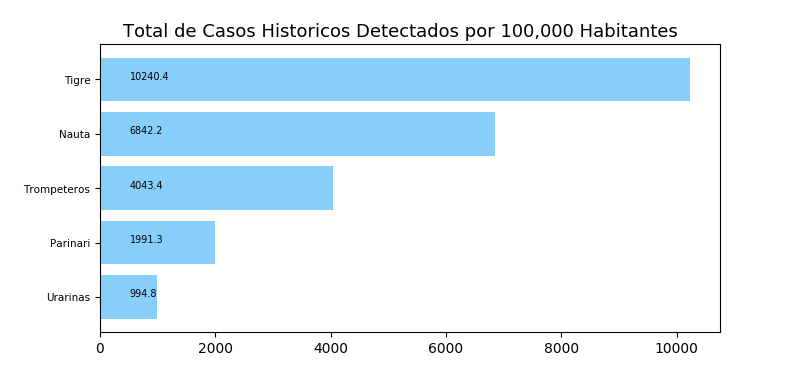 Total de Casos Historicos Detectados por 100,000 Habitantes
Tigre 10240.4
Nauta 6842.2
Trompeteros 4043.4
Parinari 1991.3
Urarinas 994.8
0 2000 4000 6000 8000 10000